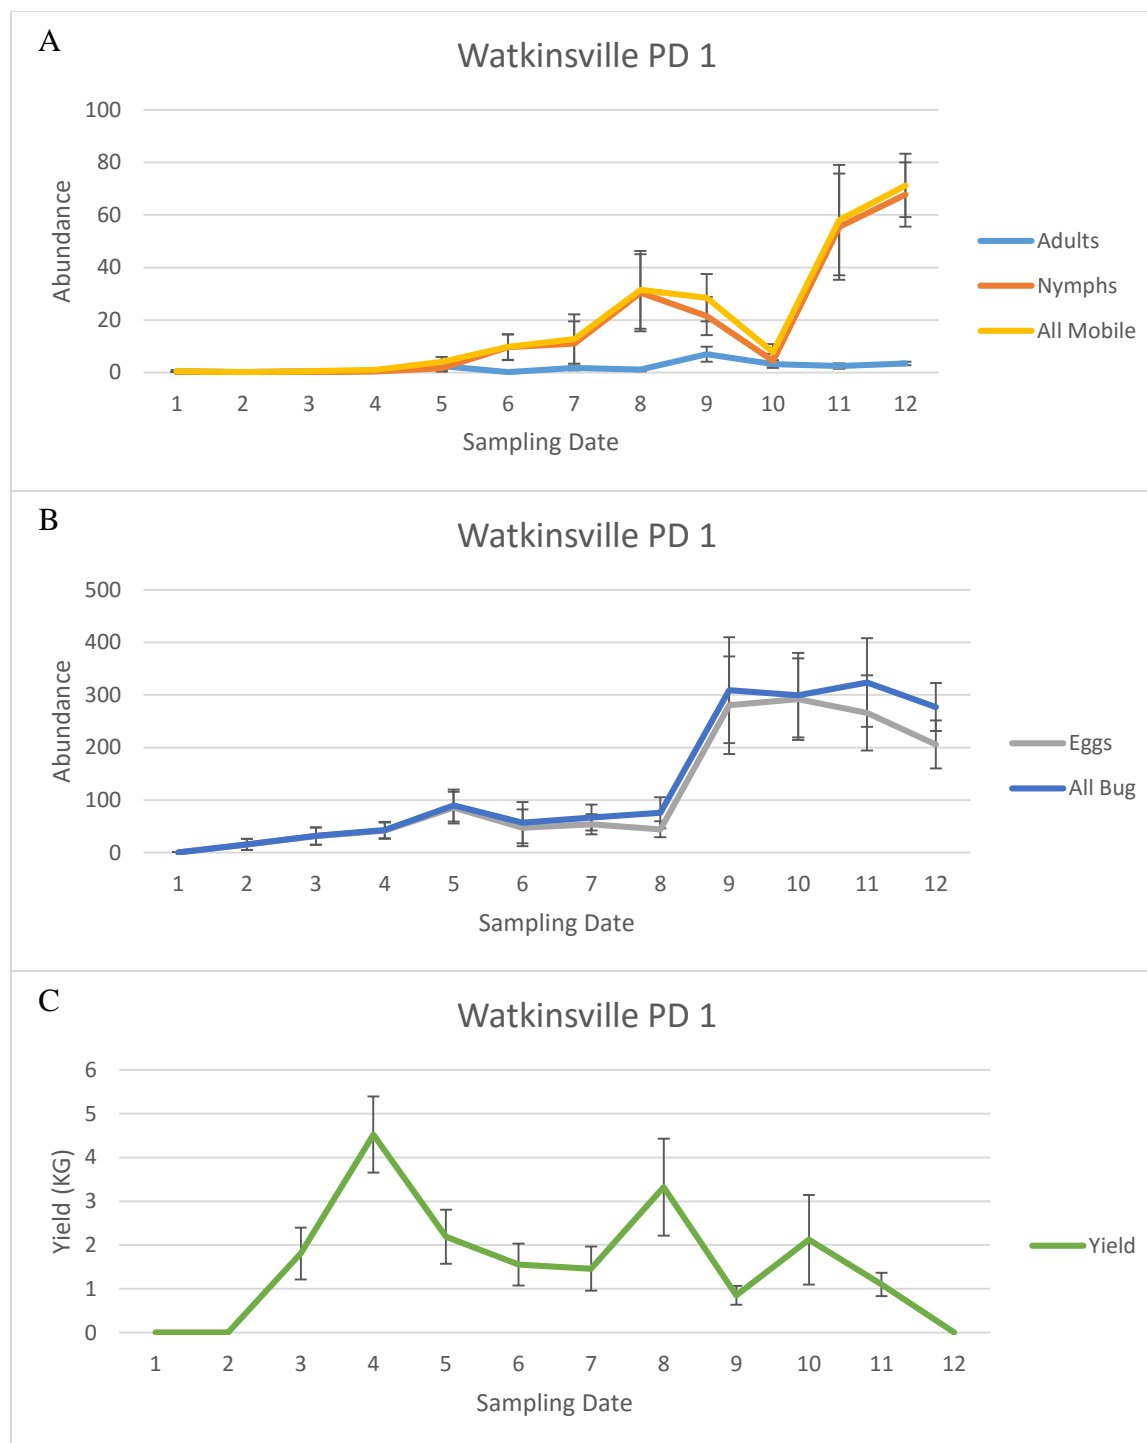 A
Watkinsville PD 1
100
80
60
40
20
0
Abundance
1 2 3 4 5 6 7 8 9 10 11 12
Sampling Date
Adults
Nymphs
All Mobile
B
Watkinsville PD 1
500
400
300
200
100
0
Abundance
1 2 3 4 5 6 7 8 9 10 11 12
Sampling Date
Eggs
All Bug
C
Watkinsville PD 1
6
5
4
3
2
1
0
Yield (KG)
1 2 3 4 5 6 7 8 9 10 11 12
Sampling Date
Yield